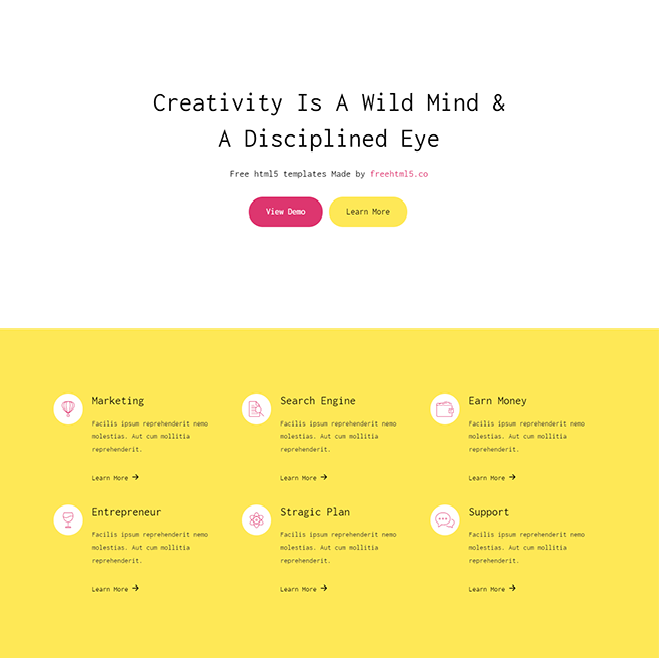 Creativity Is A Wild Mind &
A Disciplined Eye
Free html5 templates Made by freehtml5.co
View Demo
Learn More
Marketing
Facilis ipsum reprehenderit nemo
molestias. Aut cum mollitia
reprehenderit.
Learn More →
Search Engine
Facilis ipsum reprehenderit nemo
molestias. Aut cum mollitia
reprehenderit.
Learn More →
Earn Money
Facilis ipsum reprehenderit nemo
molestias. Aut cum mollitia
reprehenderit.
Learn More →
Entrepreneur
Facilis ipsum reprehenderit nemo
molestias. Aut cum mollitia
reprehenderit.
Learn More →
Stragic Plan
Facilis ipsum reprehenderit nemo
molestias. Aut cum mollitia
reprehenderit.
Learn More →
Support
Facilis ipsum reprehenderit nemo
molestias. Aut cum mollitia
reprehenderit.
Learn More →